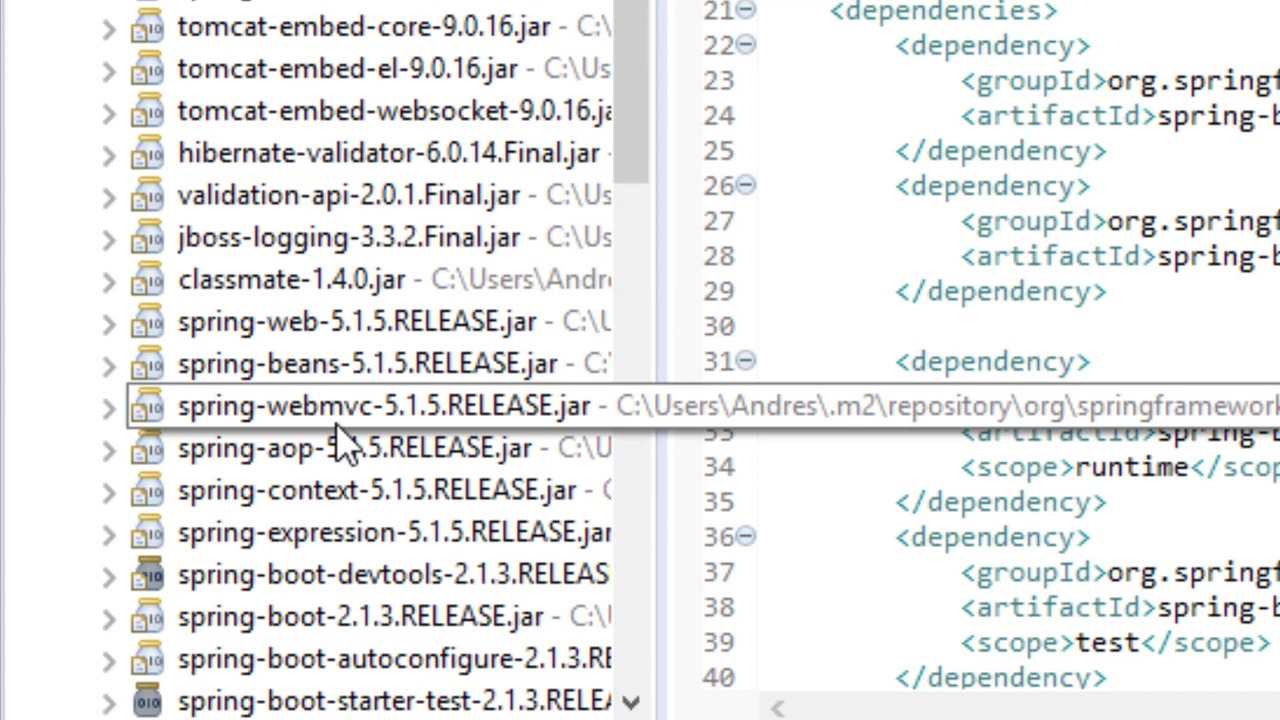 tomcat-embed-core-9.0.16.jar - C:\
tomcat-embed-el-9.0.16.jar - C:\Us
tomcat-embed-websocket-9.0.16.ja
hibernate-validator-6.0.14.Final.jar -
validation-api-2.0.1.Final.jar - C:\Us
jboss-logging-3.3.2.Final.jar - C:\Us
classmate-1.4.0.jar - C:\Users\Andre
spring-web-5.1.5.RELEASE.jar - C:\U
spring-beans-5.1.5.RELEASE.jar - C:\
spring-webmvc-5.1.5.RELEASE.jar - C:\Users\Andres\.m2\repository\org\springframework
spring-aop-5.1.5.RELEASE.jar - C:\U
spring-context-5.1.5.RELEASE.jar - C
spring-expression-5.1.5.RELEASE.jar
spring-boot-devtools-2.1.3.RELEAS
spring-boot-2.1.3.RELEASE.jar - C:\U
spring-boot-autoconfigure-2.1.3.RE
spring-boot-starter-test-2.1.3.RELEA
21 <dependencies>
22 <dependency>
23 <groupId>org.springf
24 <artifactId>spring-b
25 </dependency>
26 <dependency>
27 <groupId>org.springf
28 <artifactId>spring-b
29 </dependency>
30
31 <dependency>
33 <artifactId>spring-b
34 <scope>runtime</scop
35 </dependency>
36 <dependency>
37 <groupId>org.springf
38 <artifactId>spring-b
39 <scope>test</scope>
40 </dependency>